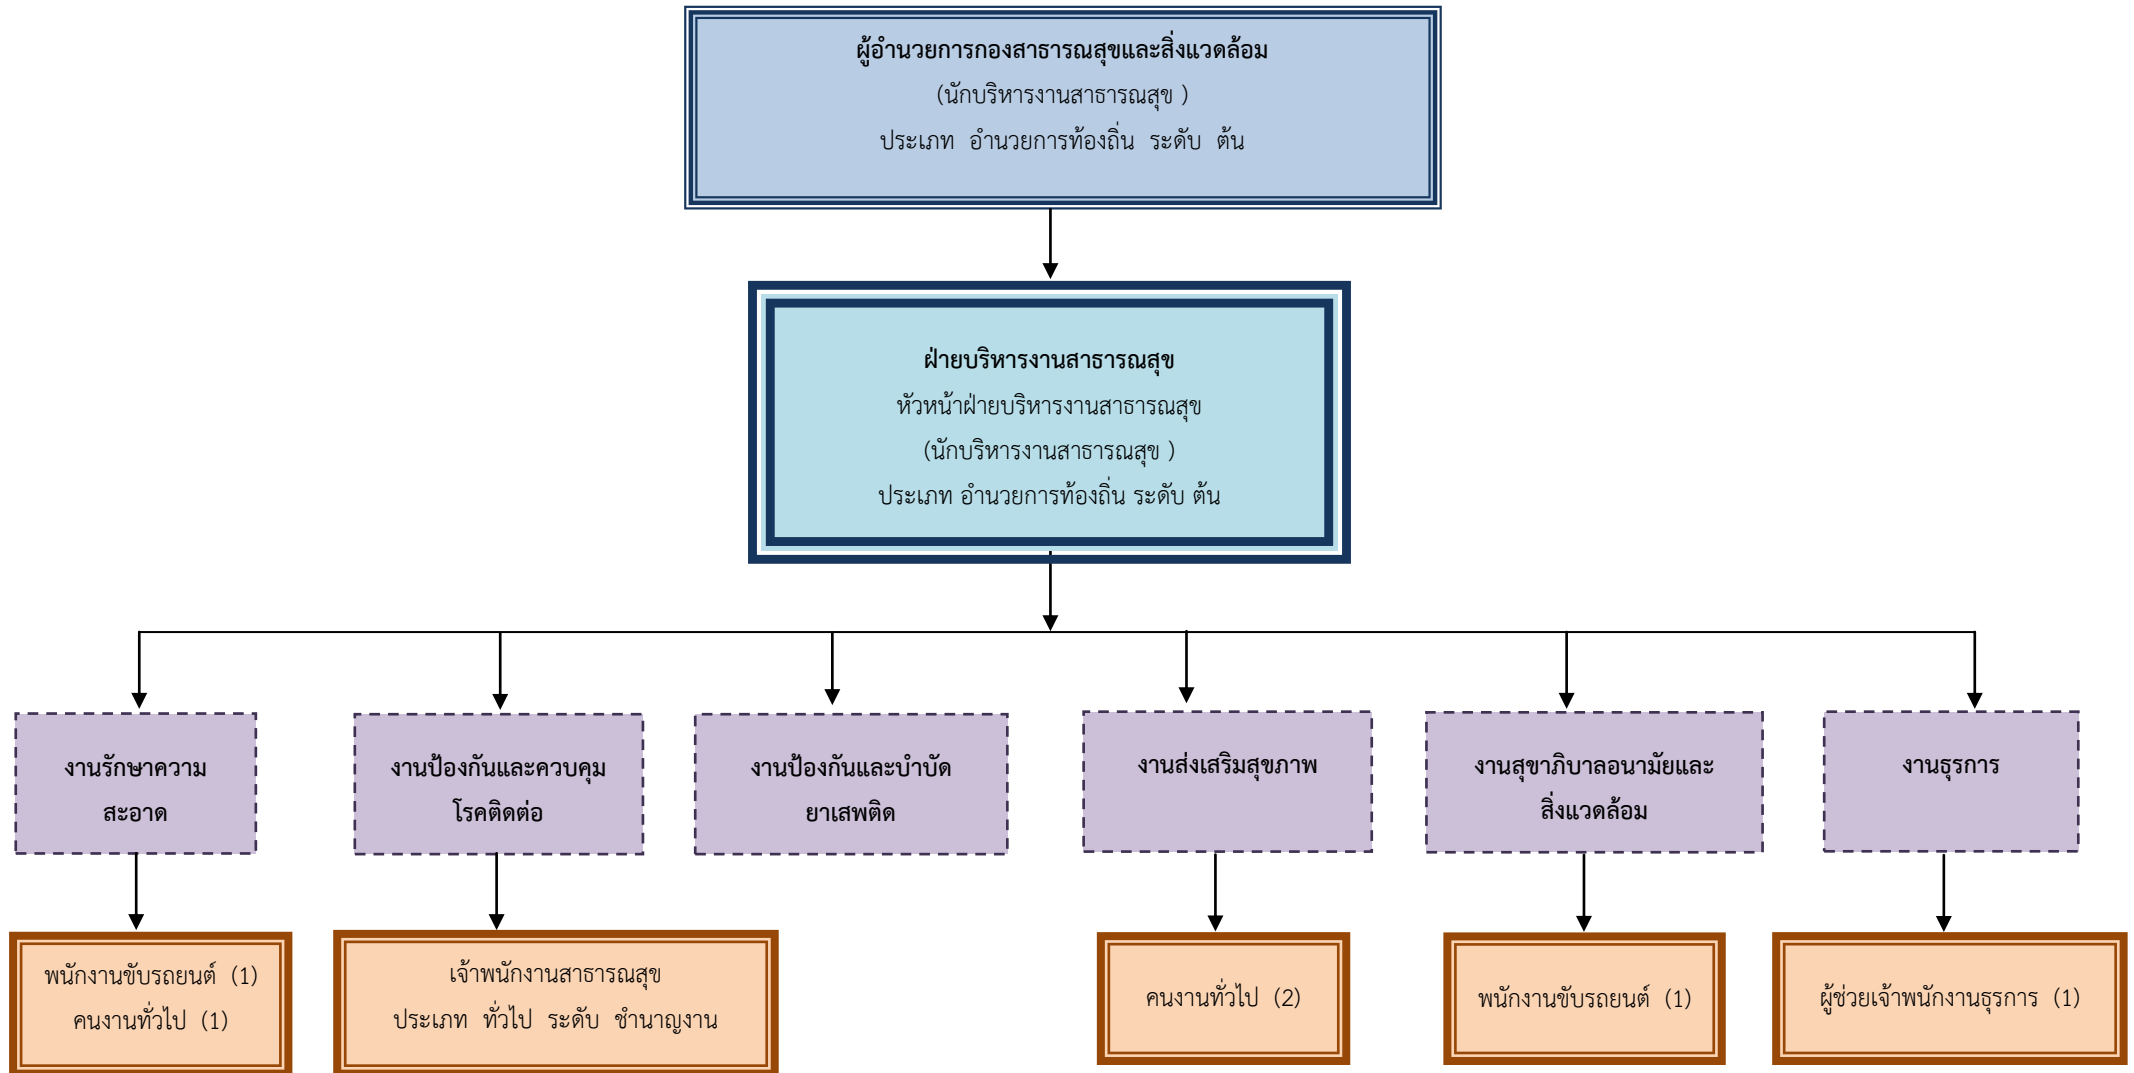 ผู้อำนวยการกองสาธารณสุขและสิ่งแวดล้อม
(นักบริหารงานสาธารณสุข )
ประเภท อำนวยการท้องถิ่น ระดับ ต้น
ฝ่ายบริหารงานสาธารณสุข
หัวหน้าฝ่ายบริหารงานสาธารณสุข
(นักบริหารงานสาธารณสุข )
ประเภท อำนวยการท้องถิ่น ระดับ ต้น
งานรักษาความ
สะอาด
งานป้องกันและควบคุม
โรคติดต่อ
งานป้องกันและบำบัด
ยาเสพติด
งานส่งเสริมสุขภาพ
งานสุขาภิบาลอนามัยและ
สิ่งแวดล้อม
งานธุรการ
พนักงานขับรถยนต์ (1)
คนงานทั่วไป (1)
เจ้าพนักงานสาธารณสุข
ประเภท ทั่วไป ระดับ ชำนาญงาน
คนงานทั่วไป (2)
พนักงานขับรถยนต์ (1)
ผู้ช่วยเจ้าพนักงานธุรการ (1)